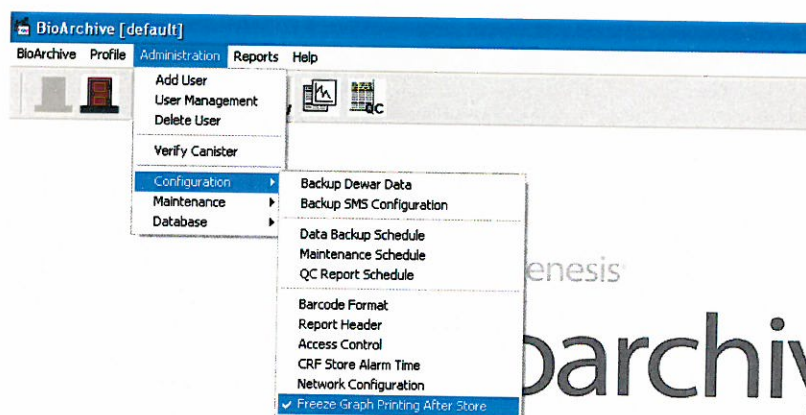 BioArchive [default]
BioArchive Profile Administration Reports Help
Add User
User Management
Delete User
QC
Verify Canister
Configuration
Maintenance
Database
Backup Dewar Data
Backup SMS Configuration
Data Backup Schedule
Maintenance Schedule
QC Report Schedule
enesis
Barcode Format
Report Header
Access Control
CRF Store Alarm Time
Network Configuration
Freeze Graph Printing After Store
oarchiv